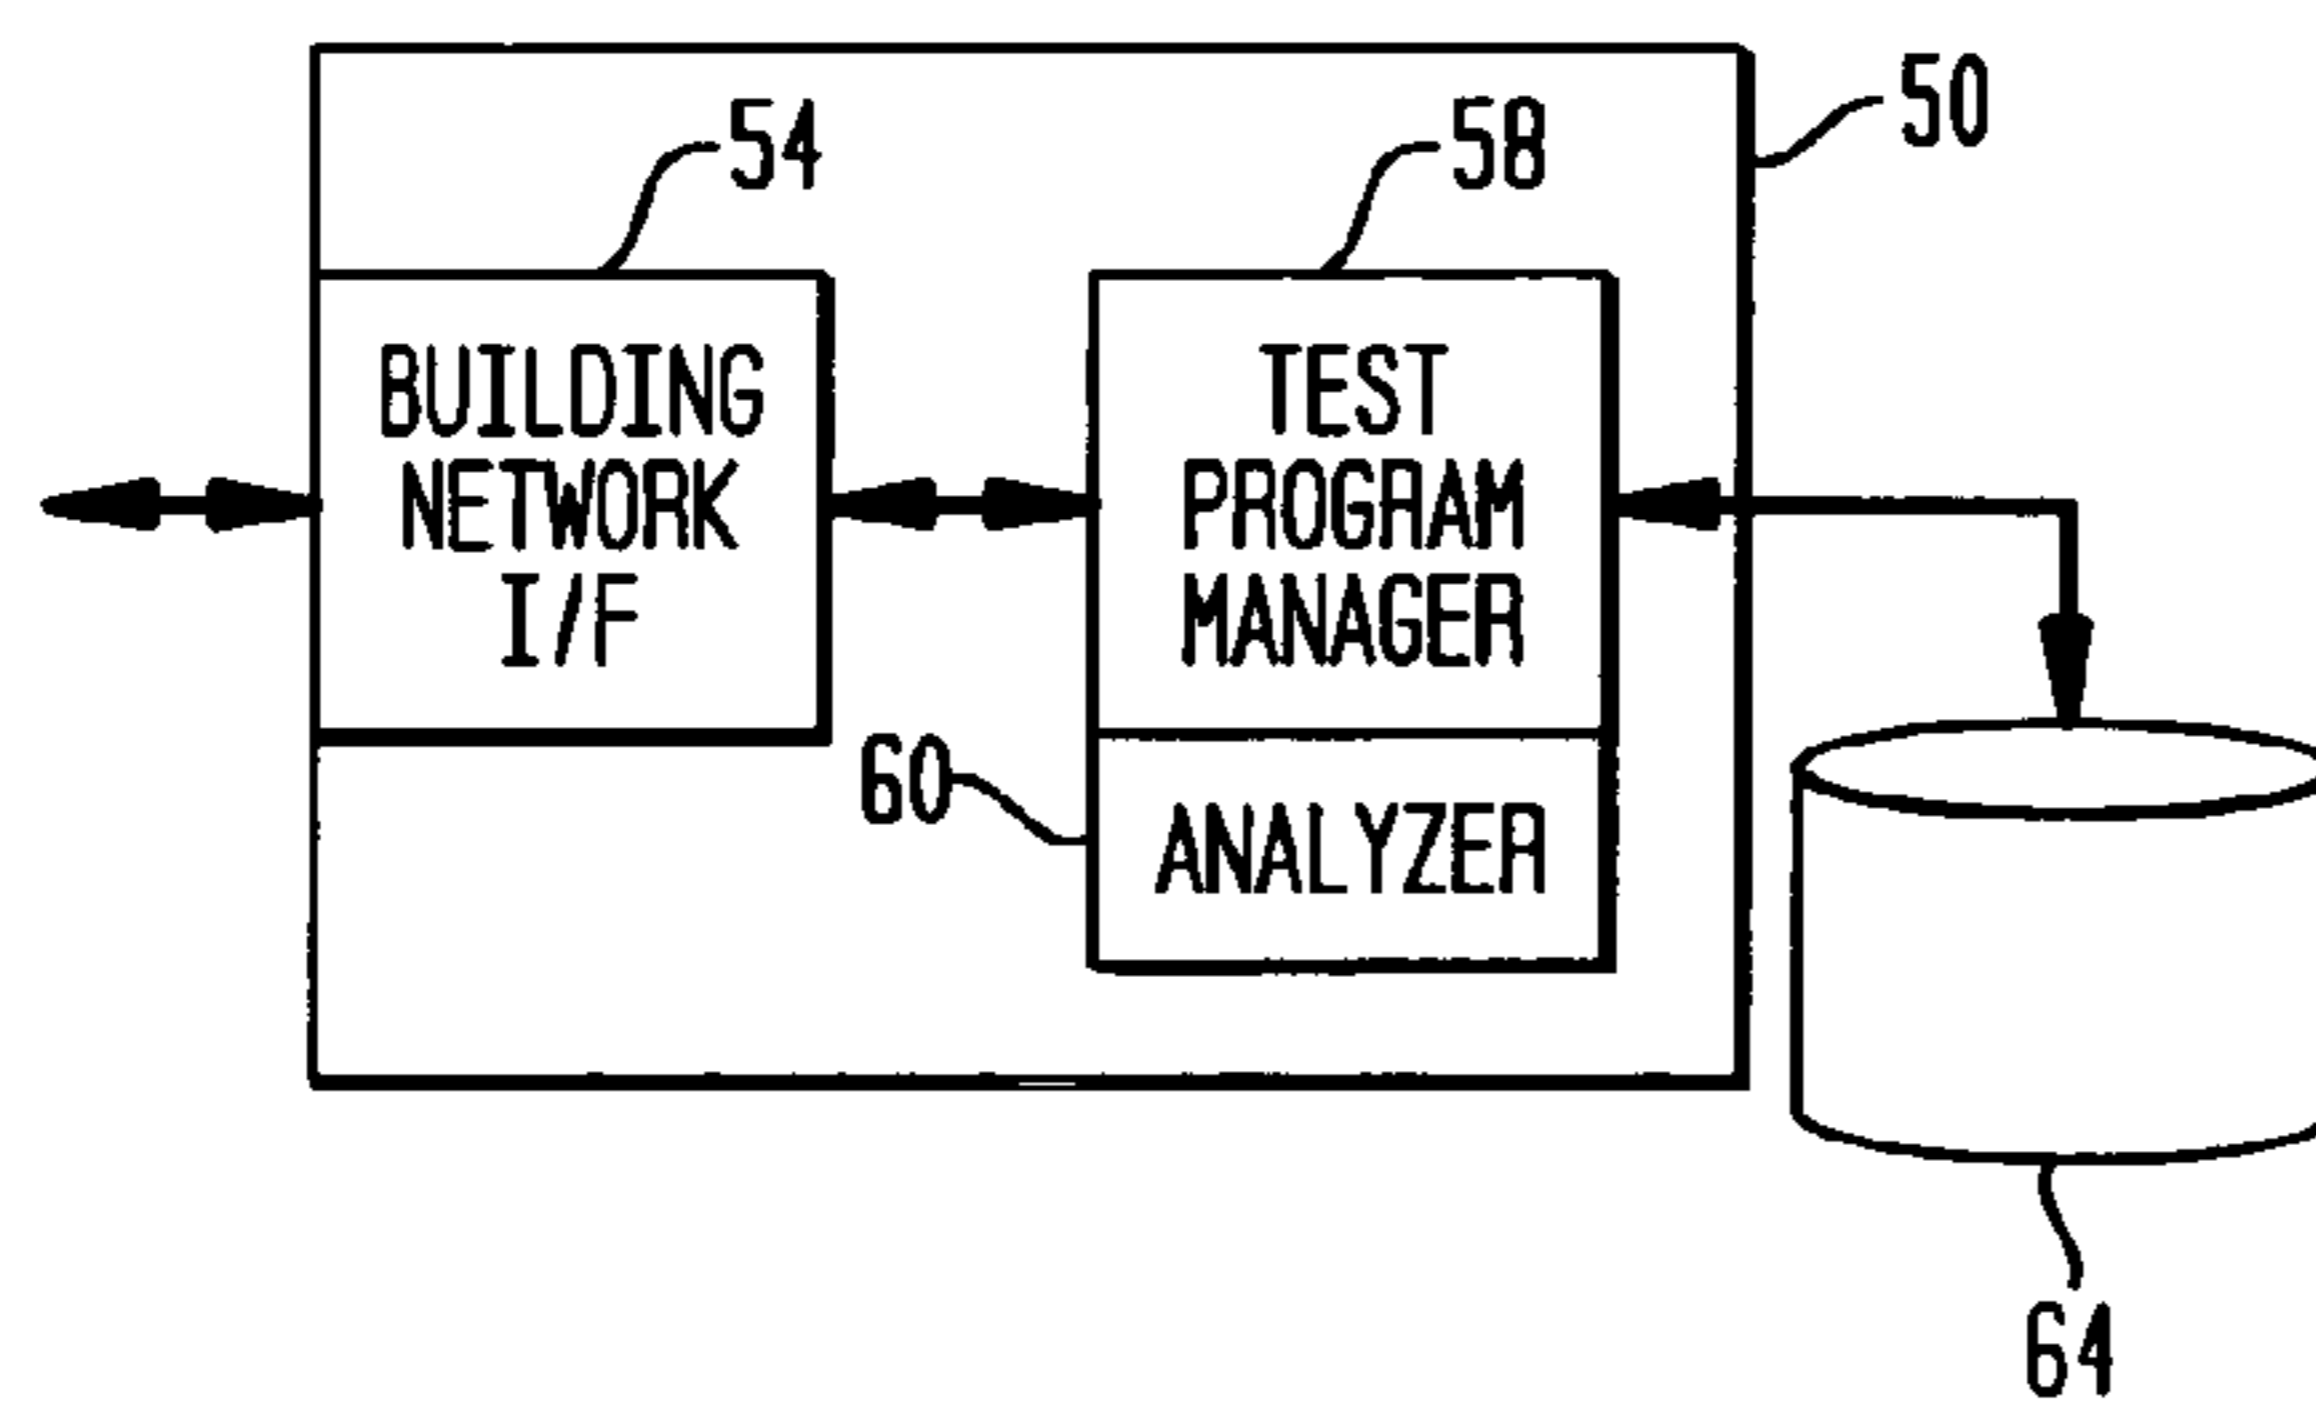 50
54
58
BUILDING
NETWORK
I/F
TEST
PROGRAM
MANAGER
60
ANALYZER
64